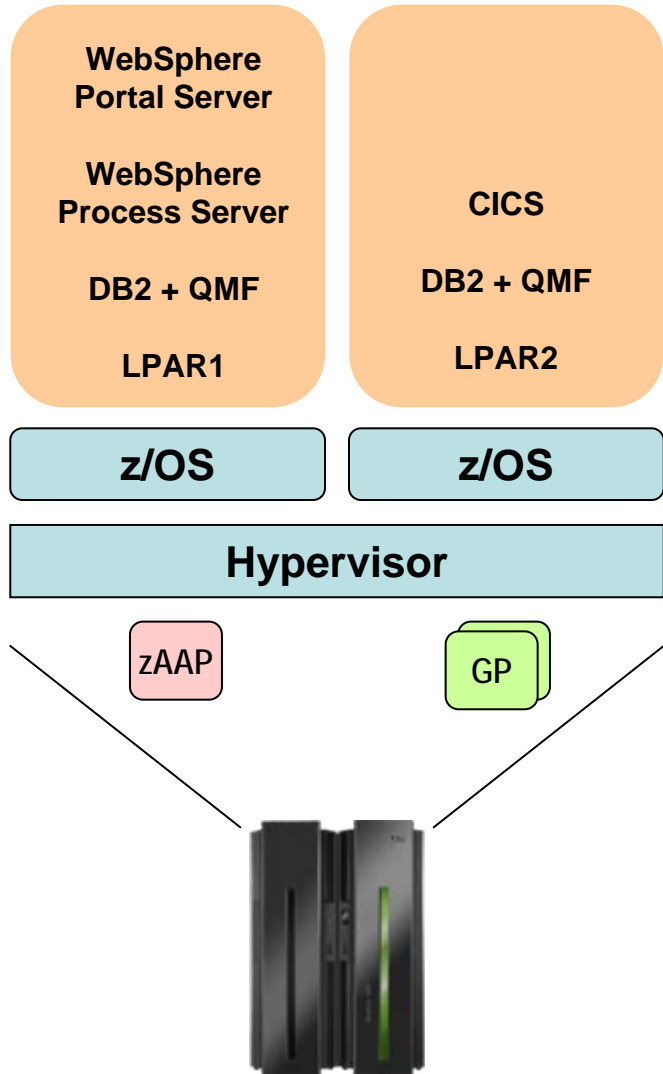 WebSphere
Portal Server
WebSphere
Process Server
DB2 + QMF
LPAR1
CICS
DB2 + QMF
LPAR2
z/OS
z/OS
Hypervisor
zAAP
GP